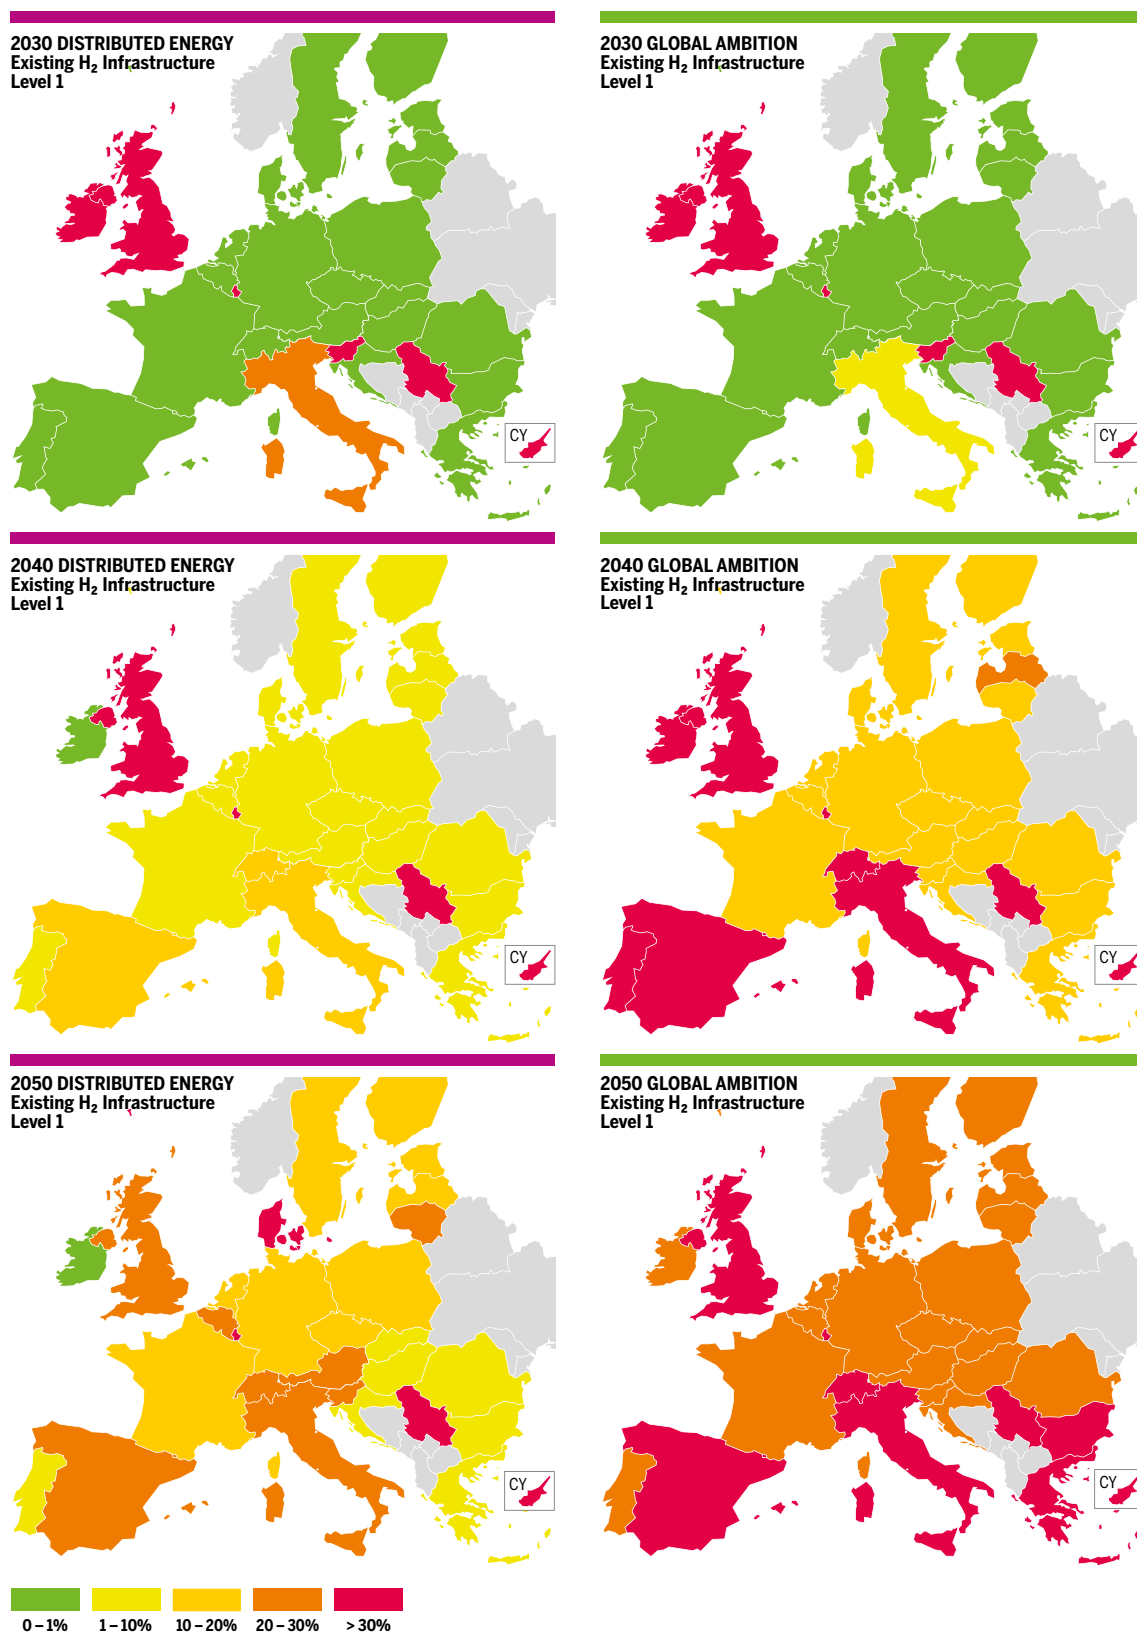 2030 DISTRIBUTED ENERGY
Existing H₂ Infrastructure
Level 1
CY
2030 GLOBAL AMBITION
Existing H₂ Infrastructure
Level 1
CY
2040 DISTRIBUTED ENERGY
Existing H₂ Infrastructure
Level 1
CY
2040 GLOBAL AMBITION
Existing H₂ Infrastructure
Level 1
CY
2050 DISTRIBUTED ENERGY
Existing H₂ Infrastructure
Level 1
CY
2050 GLOBAL AMBITION
Existing H₂ Infrastructure
Level 1
CY
0 – 1% 1 – 10% 10 – 20% 20 – 30% > 30%